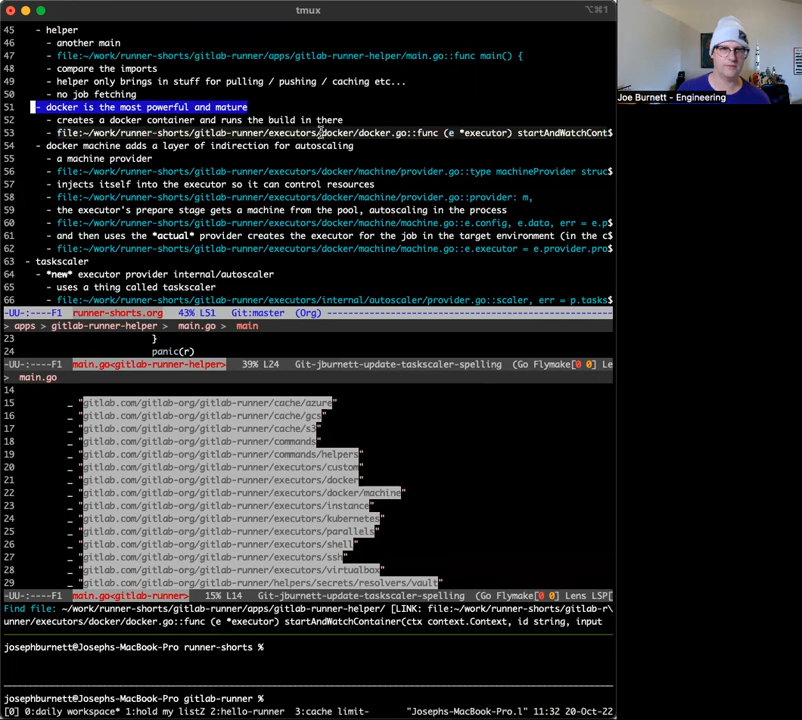 tmux
⌥⌘1
45 - helper
46 - another main
47 - file:~/work/runner-shorts/gitlab-runner/apps/gitlab-runner-helper/main.go::func main() {
48 - compare the imports
49 - helper only brings in stuff for pulling / pushing / caching etc...
50 - no job fetching
51 - docker is the most powerful and mature
52 - creates a docker container and runs the build in there
53 - file:~/work/runner-shorts/gitlab-runner/executors/docker/docker.go::func (e *executor) startAndWatchCont$
54 - docker machine adds a layer of indirection for autoscaling
55 - a machine provider
56 - file:~/work/runner-shorts/gitlab-runner/executors/docker/machine/machine.go::type machineProvider struc$
57 - injects itself into the executor so it can control resources
58 - file:~/work/runner-shorts/gitlab-runner/executors/docker/machine/machine.go::provider: m,
59 - the executor's prepare stage gets a machine from the pool, autoscaling in the process
60 - file:~/work/runner-shorts/gitlab-runner/executors/docker/machine/machine.go::e.config, e.data, err = e.p$
61 - and then uses the *actual* provider creates the executor for the job in the target environment (in the c$
62 - file:~/work/runner-shorts/gitlab-runner/executors/docker/machine/machine.go::e.executor = e.provider.pro$
63 - taskscaler
64 - *new* executor provider internal/autoscaler
65 - uses a thing called taskscaler
66 - file:~/work/runner-shorts/gitlab-runner/executors/internal/autoscaler/provider.go::scaler, err = p.tasks$
-UU-:----F1 runner-shorts.org 43% L51 Git:master (Org) ----------------------------------------
> apps > gitlab-runner-helper > main.go > main
23 }
24 panic(r)
-UU-:----F1 main.go<gitlab-runner-helper> 39% L24 Git-jburnett-update-taskscaler-spelling (Go Flymake[0 0] Le
> main.go
14
15 _ "gitlab.com/gitlab-org/gitlab-runner/cache/azure"
16 _ "gitlab.com/gitlab-org/gitlab-runner/cache/gcs"
17 _ "gitlab.com/gitlab-org/gitlab-runner/cache/s3"
18 _ "gitlab.com/gitlab-org/gitlab-runner/commands"
19 _ "gitlab.com/gitlab-org/gitlab-runner/commands/helpers"
20 _ "gitlab.com/gitlab-org/gitlab-runner/executors/custom"
21 _ "gitlab.com/gitlab-org/gitlab-runner/executors/docker"
22 _ "gitlab.com/gitlab-org/gitlab-runner/executors/docker/machine"
23 _ "gitlab.com/gitlab-org/gitlab-runner/executors/instance"
24 _ "gitlab.com/gitlab-org/gitlab-runner/executors/kubernetes"
25 _ "gitlab.com/gitlab-org/gitlab-runner/executors/parallels"
26 _ "gitlab.com/gitlab-org/gitlab-runner/executors/shell"
27 _ "gitlab.com/gitlab-org/gitlab-runner/executors/ssh"
28 _ "gitlab.com/gitlab-org/gitlab-runner/executors/virtualbox"
29 _ "gitlab.com/gitlab-org/gitlab-runner/helpers/secrets/resolvers/vault"
-UU-:----F1 main.go<gitlab-runner> 15% L14 Git-jburnett-update-taskscaler-spelling (Go Flymake[0 0] Lens LSP[
Find file: ~/work/runner-shorts/gitlab-runner/apps/gitlab-runner-helper/ [LINK: file:~/work/runner-shorts/gitlab-r\
unner/executors/docker/docker.go::func (e *executor) startAndWatchContainer(ctx context.Context, id string, input
josephburnett@Josephs-MacBook-Pro runner-shorts %
josephburnett@Josephs-MacBook-Pro gitlab-runner %
[0] 0:daily workspace* 1:hold my listZ 2:hello-runner 3:cache limit- "Josephs-MacBook-Pro.l" 11:32 20-Oct-22
Joe Burnett - Engineering